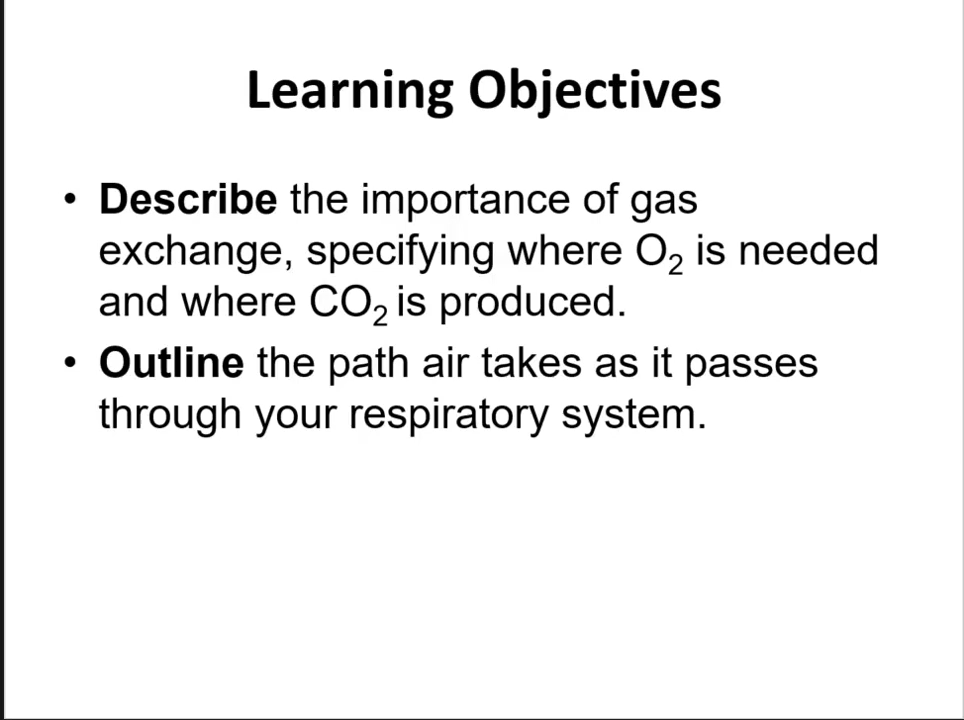 Learning Objectives
• Describe the importance of gas
exchange, specifying where O₂ is needed
and where CO₂ is produced.
• Outline the path air takes as it passes
through your respiratory system.